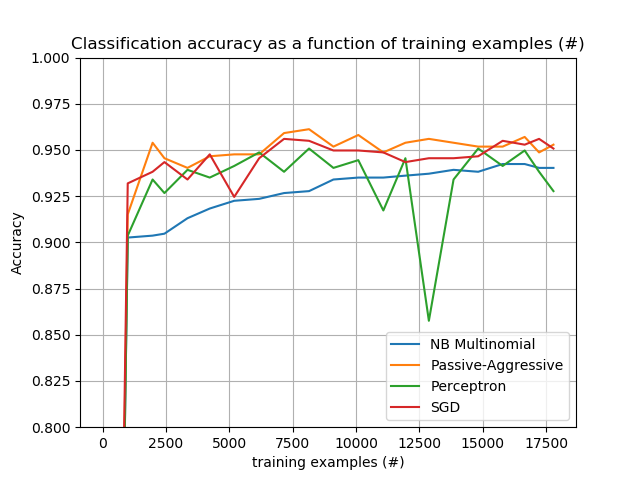 Classification accuracy as a function of training examples (#)
1.000
0.975
0.950
0.925
0.900
0.875
0.850
0.825
0.800
Accuracy
NB Multinomial
Passive-Aggressive
Perceptron
SGD
0 2500 5000 7500 10000 12500 15000 17500
training examples (#)